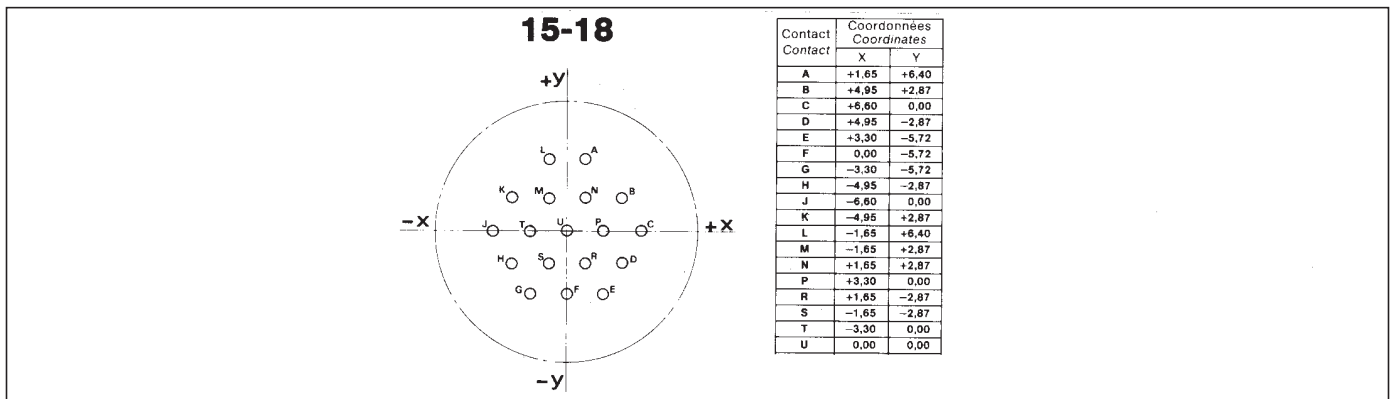 15-18
+y
L A
K M N B
-x J T U P C +x
H S R D
G F E
-y
Contact Coordonnées
Contact Coordinates
X Y
A +1,65 +6,40
B +4,95 +2,87
C +6,60 0,00
D +4,95 −2,87
E +3,30 −5,72
F 0,00 −5,72
G −3,30 −5,72
H −4,95 −2,87
J −6,60 0,00
K −4,95 +2,87
L −1,65 +6,40
M −1,65 +2,87
N +1,65 +2,87
P +3,30 0,00
R +1,65 −2,87
S −1,65 −2,87
T −3,30 0,00
U 0,00 0,00